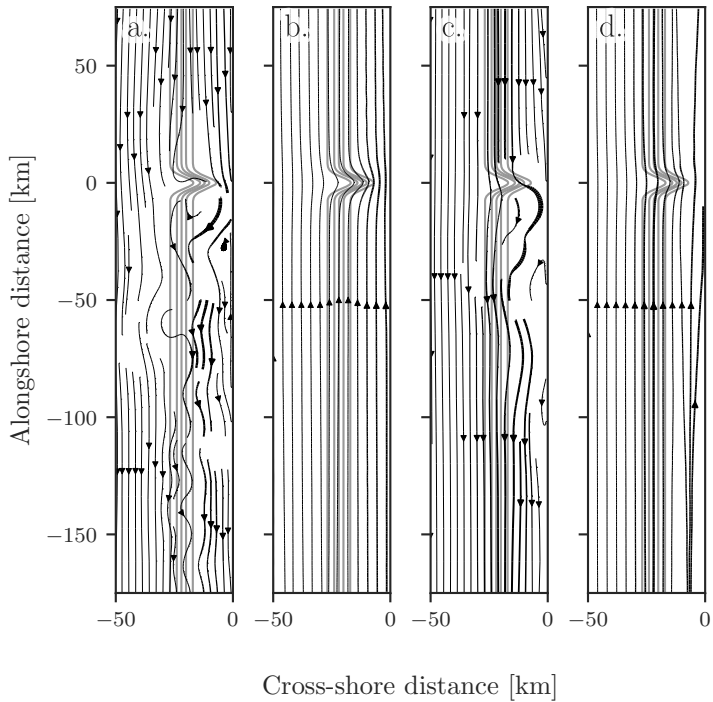 a. b. c. d.
50
0
−50
−100
−150
Alongshore distance [km]
−50 0 −50 0 −50 0 −50 0
Cross-shore distance [km]